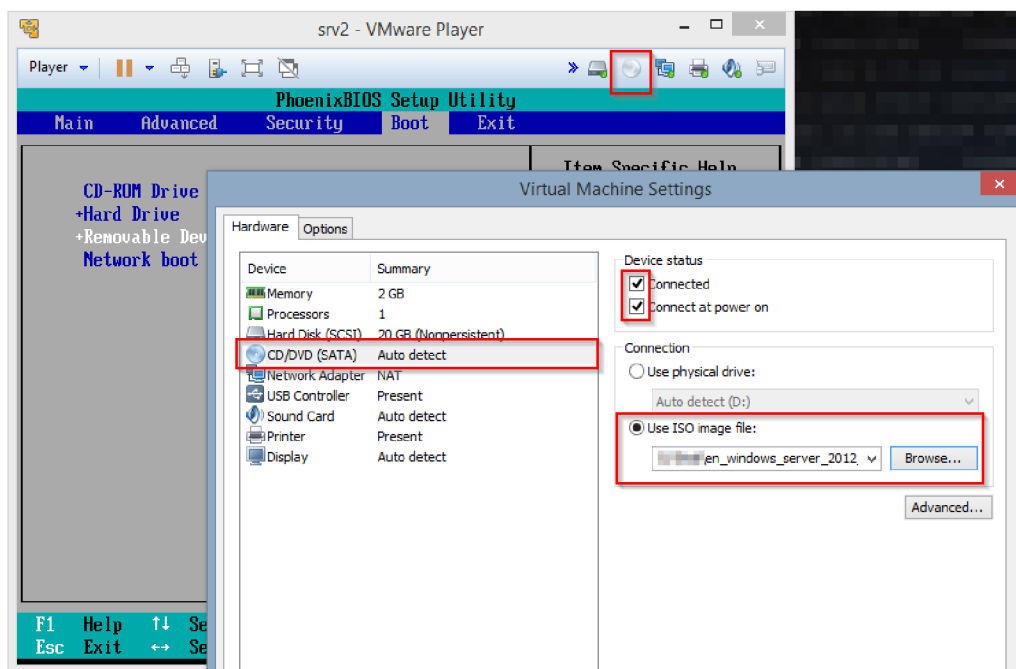 srv2 - VMware Player
Player
PhoenixBIOS Setup Utility
Main Advanced Security Boot Exit
Item Specific Help
CD-ROM Drive
+Hard Drive
+Removable Dev
Network boot
F1 Help ↑↓ Se
Esc Exit ↔ Se
Virtual Machine Settings
Hardware Options
Device Summary
Memory 2 GB
Processors 1
Hard Disk (SCSI) 20 GB (Nonpersistent)
CD/DVD (SATA) Auto detect
Network Adapter NAT
USB Controller Present
Sound Card Auto detect
Printer Present
Display Auto detect
Device status
Connected
Connect at power on
Connection
Use physical drive:
Auto detect (D:)
Use ISO image file:
\en_windows_server_2012_ Browse...
Advanced...